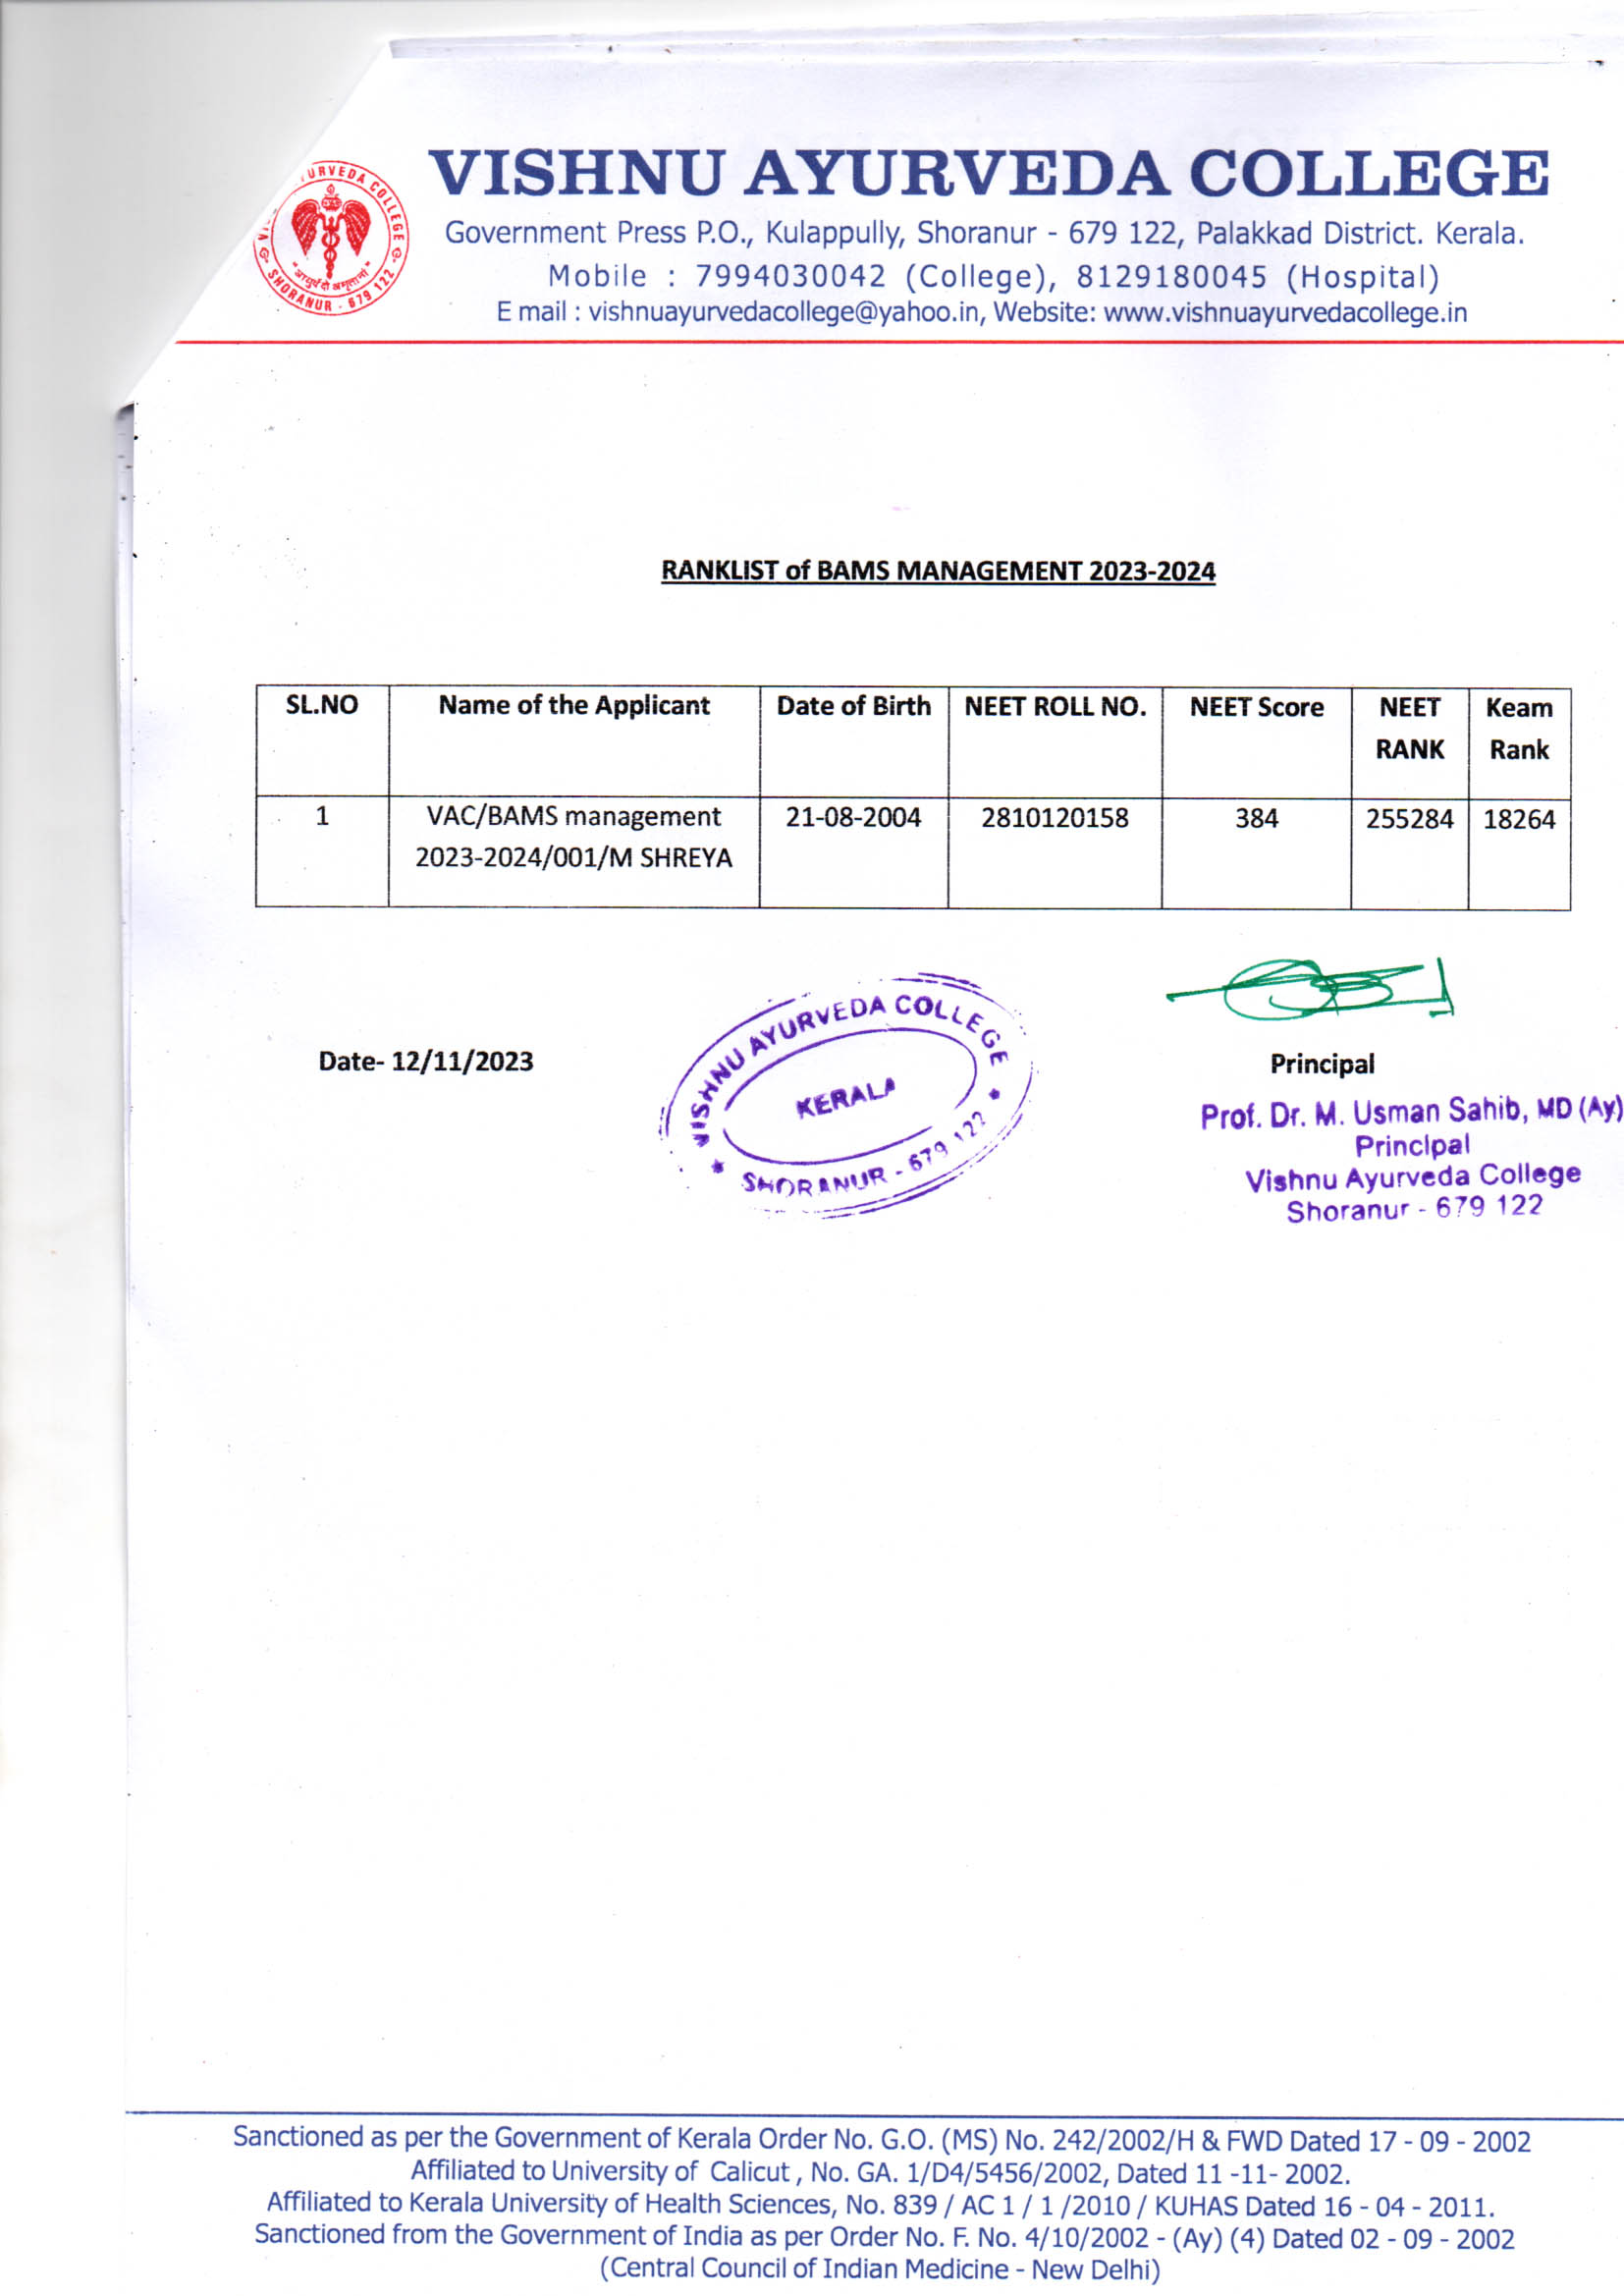 VISHNU AYURVEDA COLLEGE
Government Press P.O., Kulappully, Shoranur - 679 122, Palakkad District. Kerala.
Mobile : 7994030042 (College), 8129180045 (Hospital)
E mail : vishnuayurvedacollege@yahoo.in, Website: www.vishnuayurvedacollege.in
URVEDA COLLEGE
SHORANUR - 679 122
RANKLIST of BAMS MANAGEMENT 2023-2024
SL.NO Name of the Applicant Date of Birth NEET ROLL NO. NEET Score NEET Keam
RANK Rank
1 VAC/BAMS management 21-08-2004 2810120158 384 255284 18264
2023-2024/001/M SHREYA
VISHNU AYURVEDA COLLEGE
KERALA
SHORANUR - 679 122
Date- 12/11/2023 Principal
Prof. Dr. M. Usman Sahib, MD (Ay)
Principal
Vishnu Ayurveda College
Shoranur - 679 122
Sanctioned as per the Government of Kerala Order No. G.O. (MS) No. 242/2002/H & FWD Dated 17 - 09 - 2002
Affiliated to University of Calicut , No. GA. 1/D4/5456/2002, Dated 11 -11- 2002.
Affiliated to Kerala University of Health Sciences, No. 839 / AC 1 / 1 /2010 / KUHAS Dated 16 - 04 - 2011.
Sanctioned from the Government of India as per Order No. F. No. 4/10/2002 - (Ay) (4) Dated 02 - 09 - 2002
(Central Council of Indian Medicine - New Delhi)